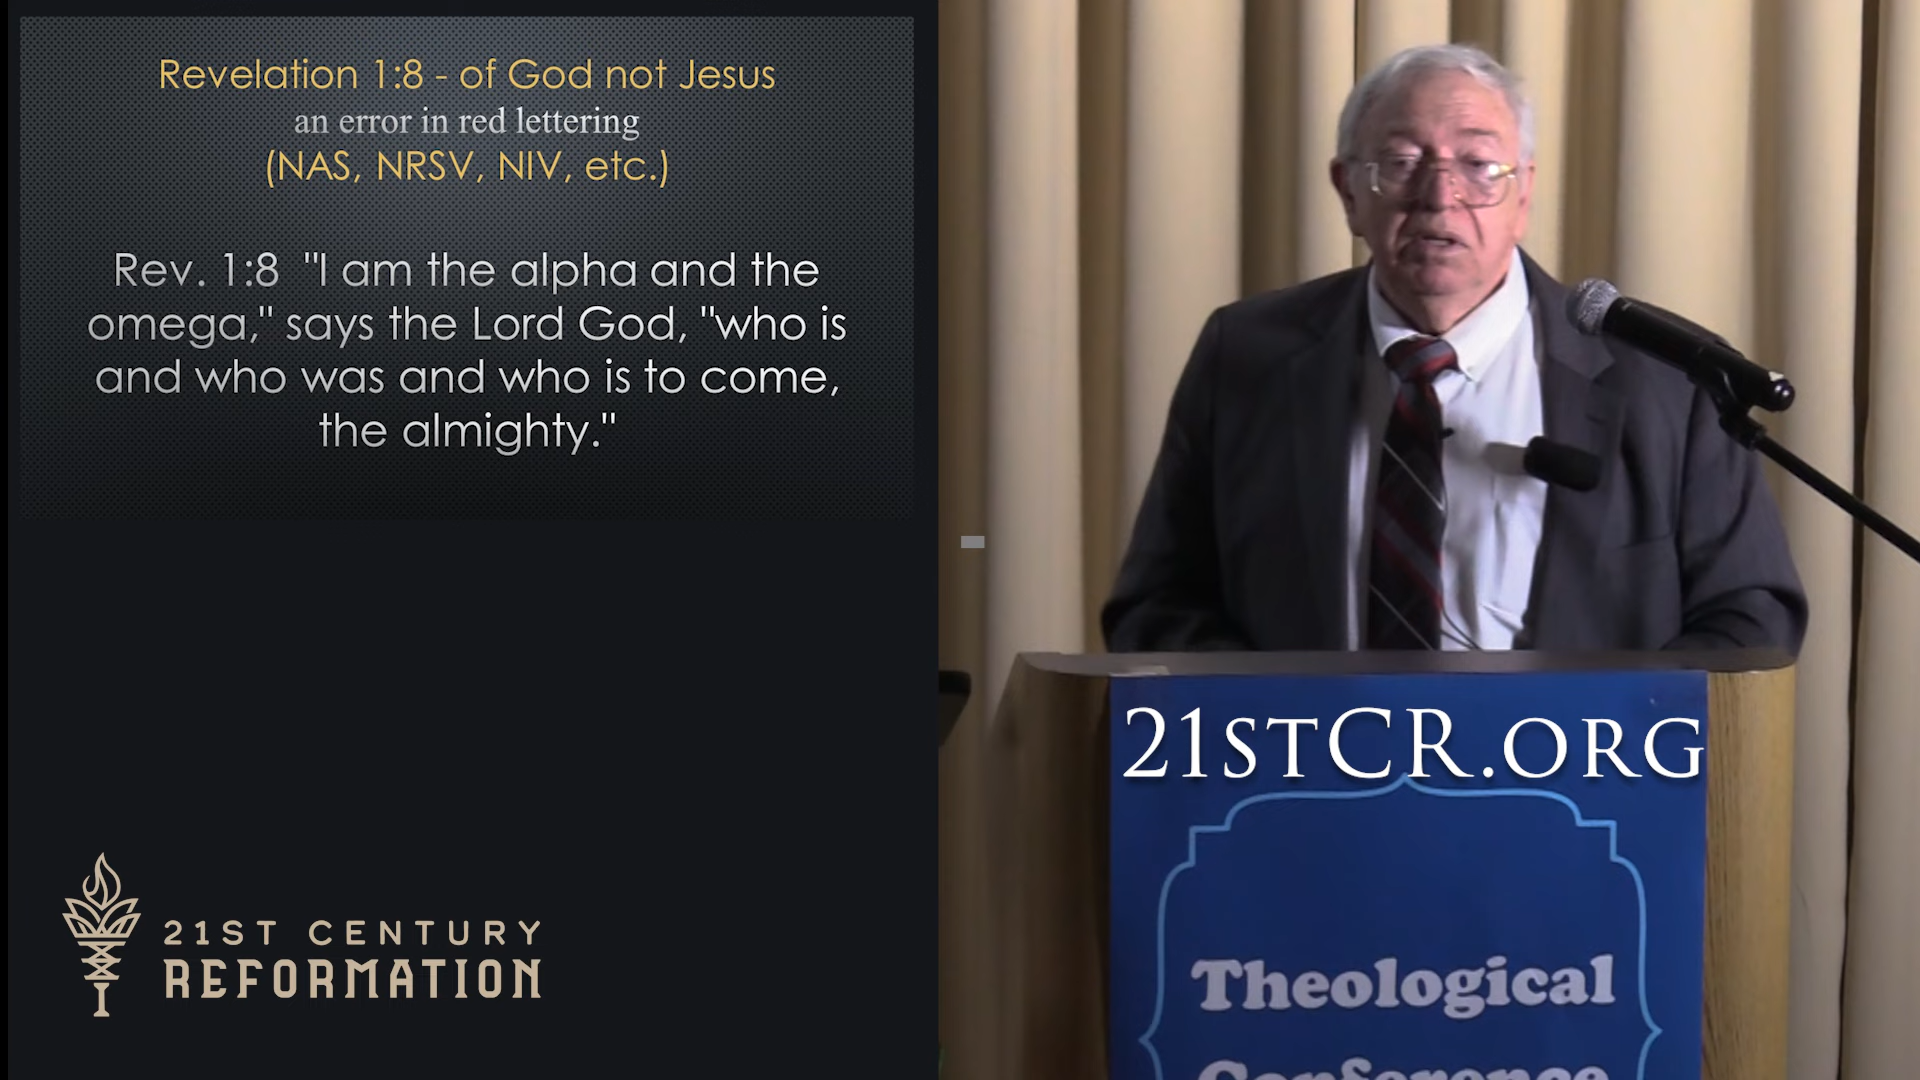 Revelation 1:8 - of God not Jesus
an error in red lettering
(NAS, NRSV, NIV, etc.)
Rev. 1:8 "I am the alpha and the
omega," says the Lord God, "who is
and who was and who is to come,
the almighty."
21ST CENTURY
REFORMATION
21STCR.ORG
Theological
Conference